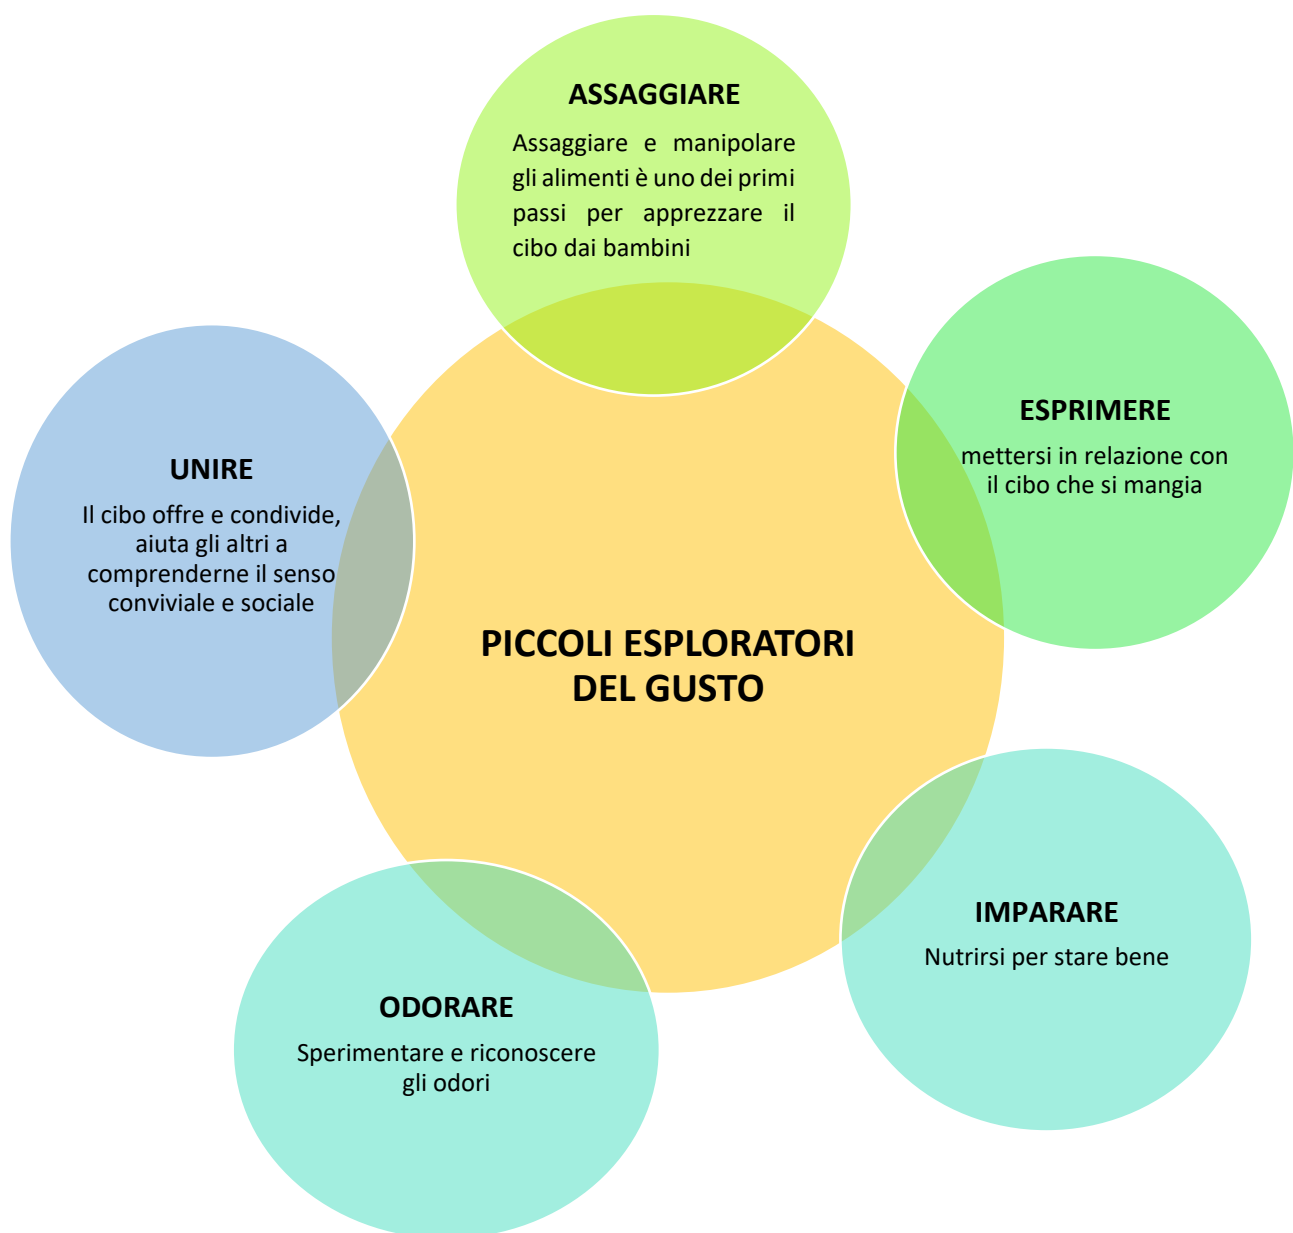 ASSAGGIARE
Assaggiare e manipolare
gli alimenti è uno dei primi
passi per apprezzare il
cibo dai bambini
ESPRIMERE
mettersi in relazione con
il cibo che si mangia
UNIRE
Il cibo offre e condivide,
aiuta gli altri a
comprenderne il senso
conviviale e sociale
PICCOLI ESPLORATORI
DEL GUSTO
IMPARARE
Nutrirsi per stare bene
ODORARE
Sperimentare e riconoscere
gli odori